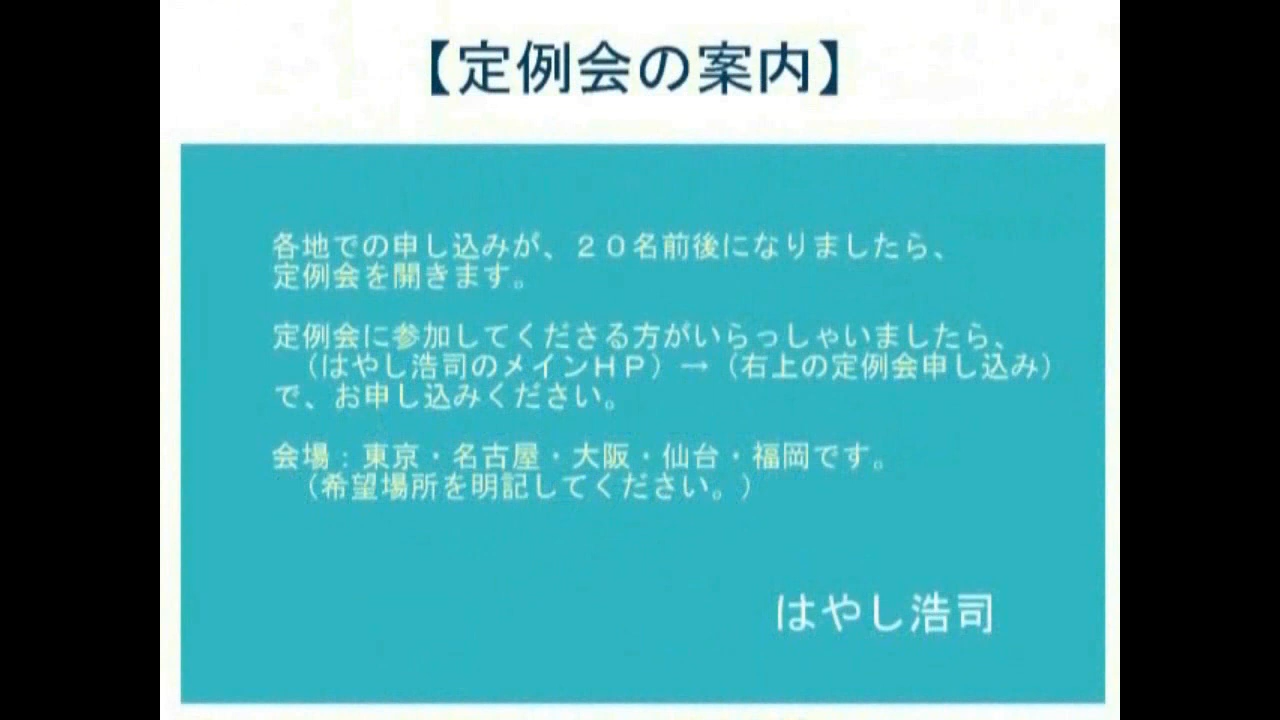 【定例会の案内】
各地での申し込みが、２０名前後になりましたら、
定例会を開きます。
定例会に参加してくださる方がいらっしゃいましたら、
（はやし浩司のメインＨＰ）→（右上の定例会申し込み）
で、お申し込みください。
会場：東京・名古屋・大阪・仙台・福岡です。
（希望場所を明記してください。）
はやし浩司